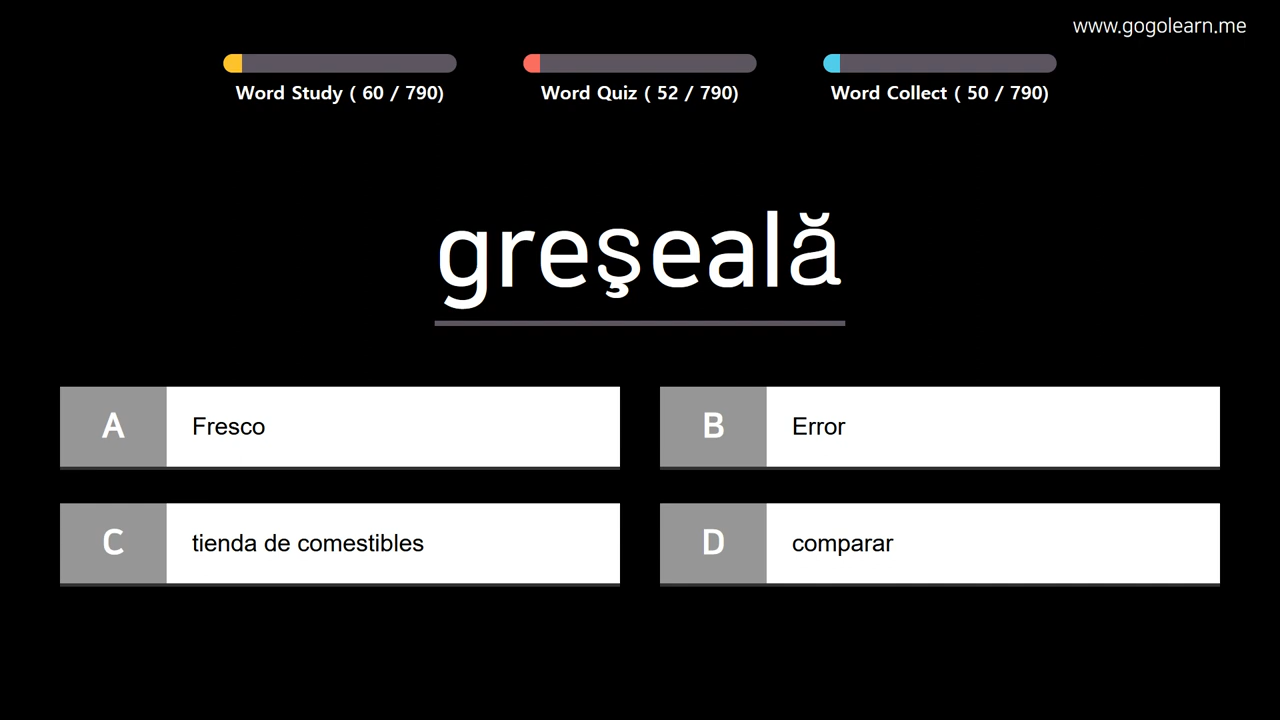 www.gogolearn.me
Word Study ( 60 / 790)
Word Quiz ( 52 / 790)
Word Collect ( 50 / 790)
greşeală
A Fresco
B Error
C tienda de comestibles
D comparar